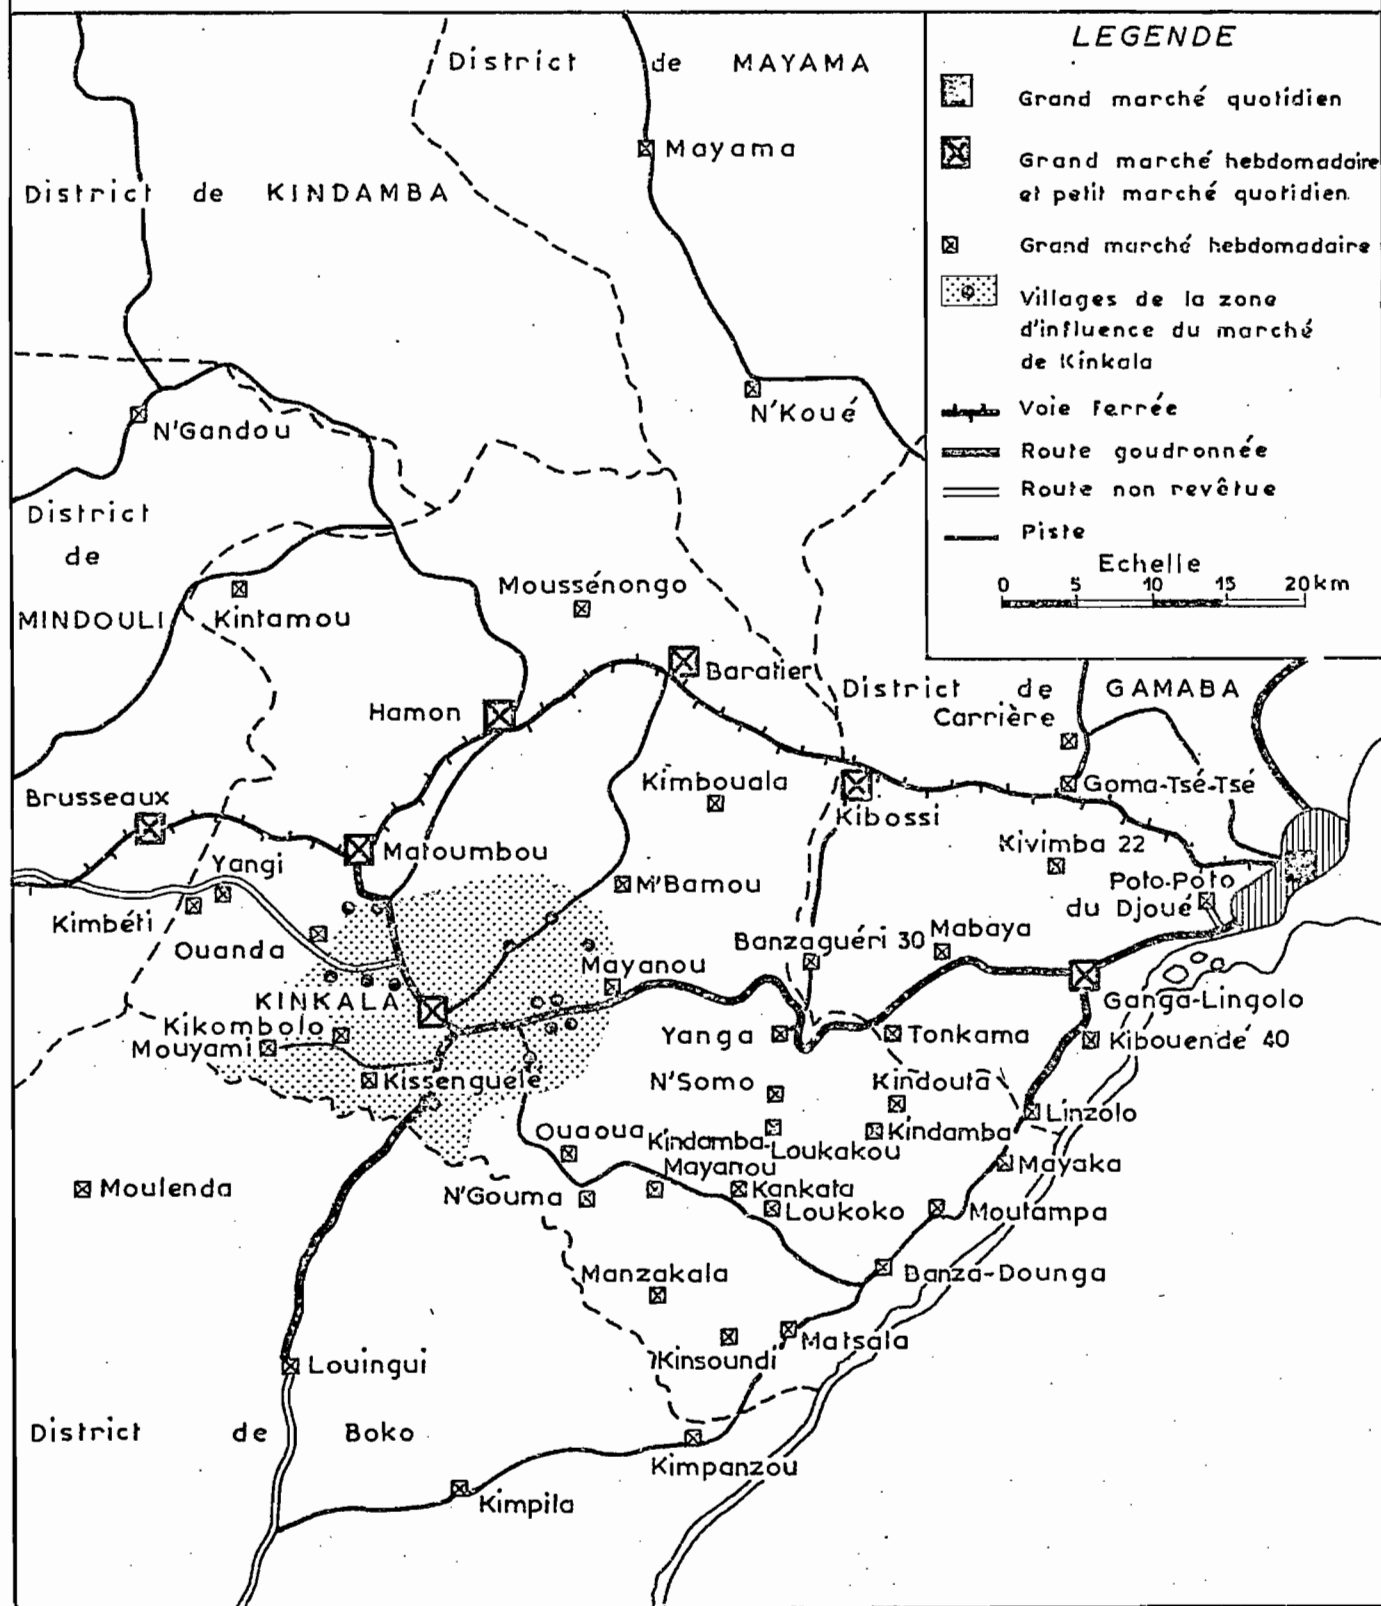 LEGENDE
Grand marché quotidien
Grand marché hebdomadaire
et petit marché quotidien
Grand marché hebdomadaire
Villages de la zone
d'influence du marché
de Kinkala
Voie Ferrée
Route goudronnée
Route non revêtue
Piste
Echelle
0 5 10 15 20 km
District de MAYAMA
Mayama
District de KINDAMBA
N'Koué
N'Gandou
District
de
MINDOULI
Kintamou
Moussénongo
Baratier
District de GAMABA
Hamon
Carrière
Kimbouala
Goma-Tsé-Tsé
Brusseaux
Kibossi
Matoumbou
Kivimba 22
Yangi
M'Bamou
Poto-Poto
du Djoué
Kimbéti
Ouanda
Banzaguéri 30
Mabaya
Mayanou
KINKALA
Ganga-Lingolo
Kikombolo
Yanga
Tonkama
Kibouendé 40
Mouyami
Kissenguele
N'Somo
Kindouta
Linzolo
Ouaoua
Kindamba-
Loukakou
Kindamba
Mayanou
Mayaka
Moulenda
N'Gouma
Kankata
Loukoko
Moutampa
Manzakala
Banza-Dounga
Kinsoundi
Matsala
Louingui
District de Boko
Kimpanzou
Kimpila